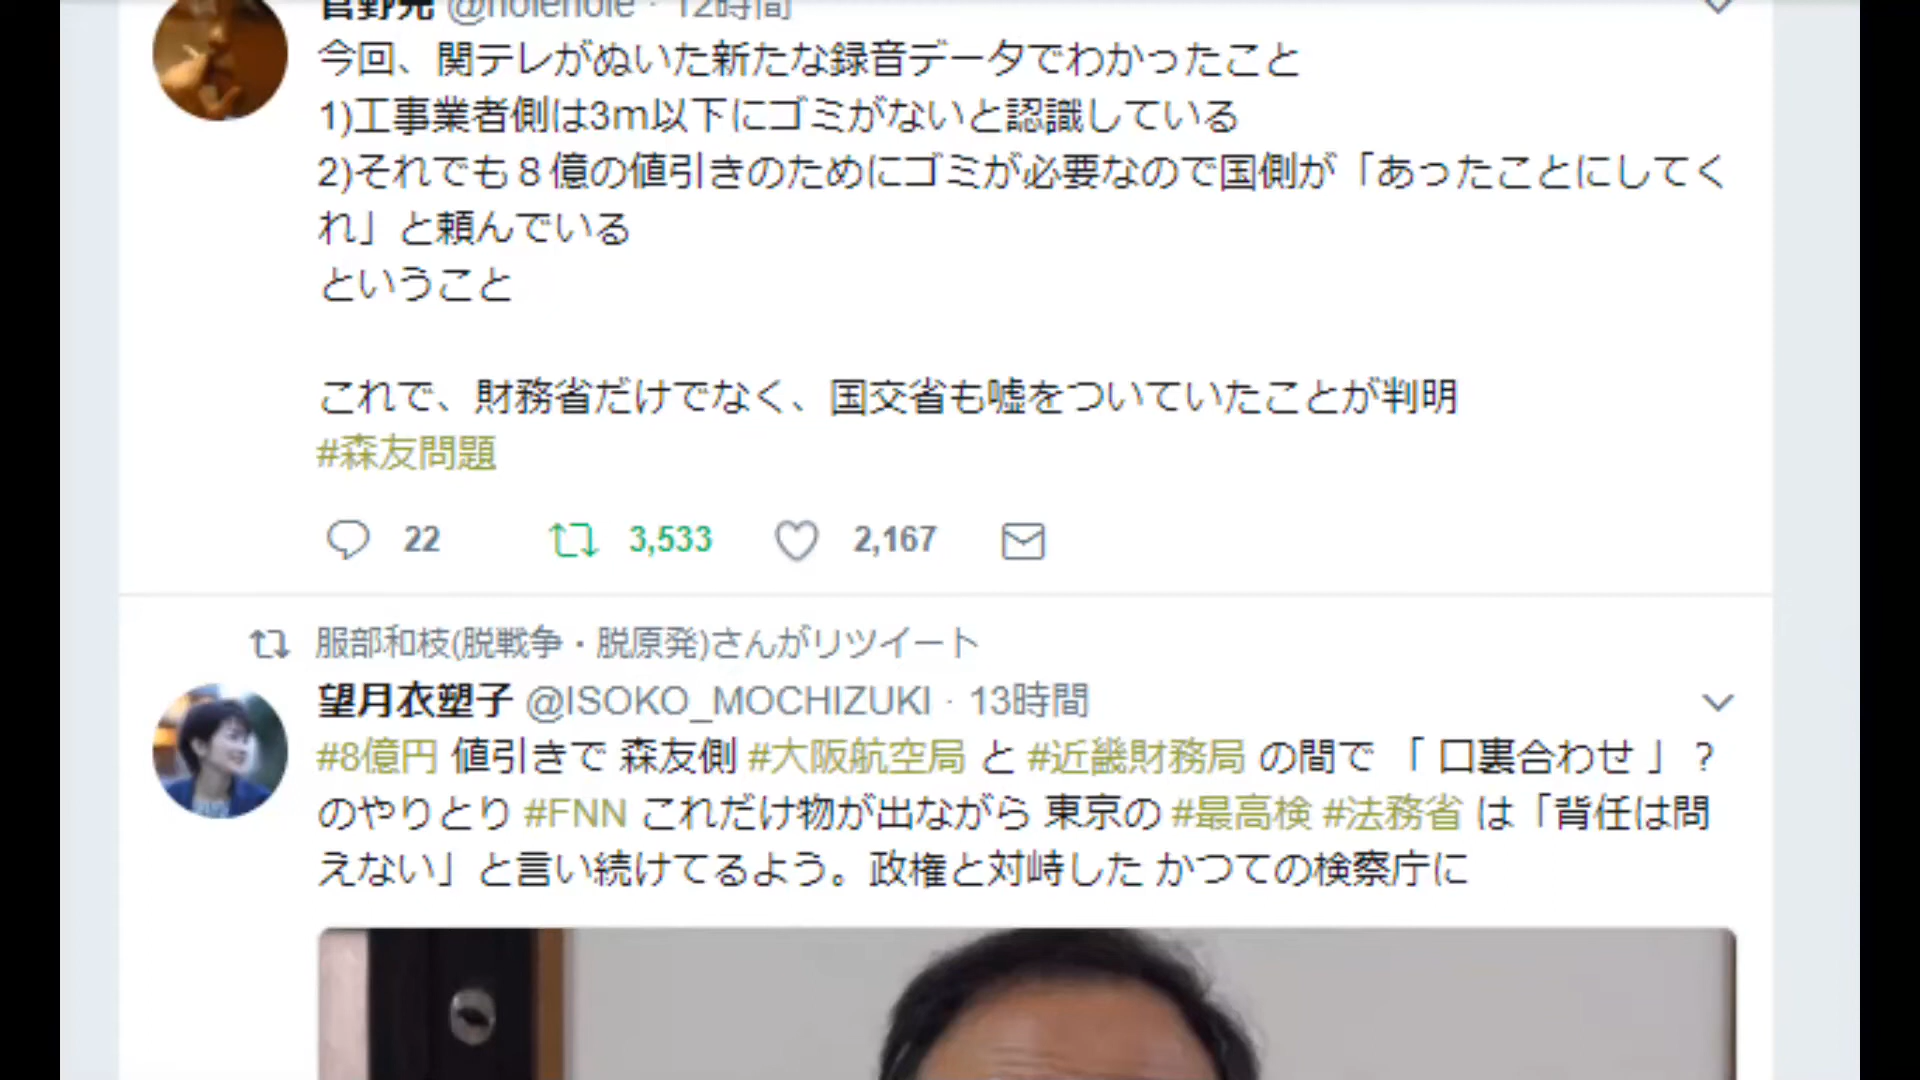 菅野完 @noiehoie · 12時間
今回、関テレがぬいた新たな録音データでわかったこと
1)工事業者側は3m以下にゴミがないと認識している
2)それでも８億の値引きのためにゴミが必要なので国側が「あったことにしてく
れ」と頼んでいる
ということ
これで、財務省だけでなく、国交省も嘘をついていたことが判明
#森友問題
22 3,533 2,167
服部和枝(脱戦争・脱原発)さんがリツイート
望月衣塑子 @ISOKO_MOCHIZUKI · 13時間
#8億円 値引きで 森友側 #大阪航空局 と #近畿財務局 の間で 「 口裏合わせ 」 ?
のやりとり #FNN これだけ物が出ながら 東京の #最高検 #法務省 は「背任は問
えない」と言い続けてるよう。政権と対峙した かつての検察庁に